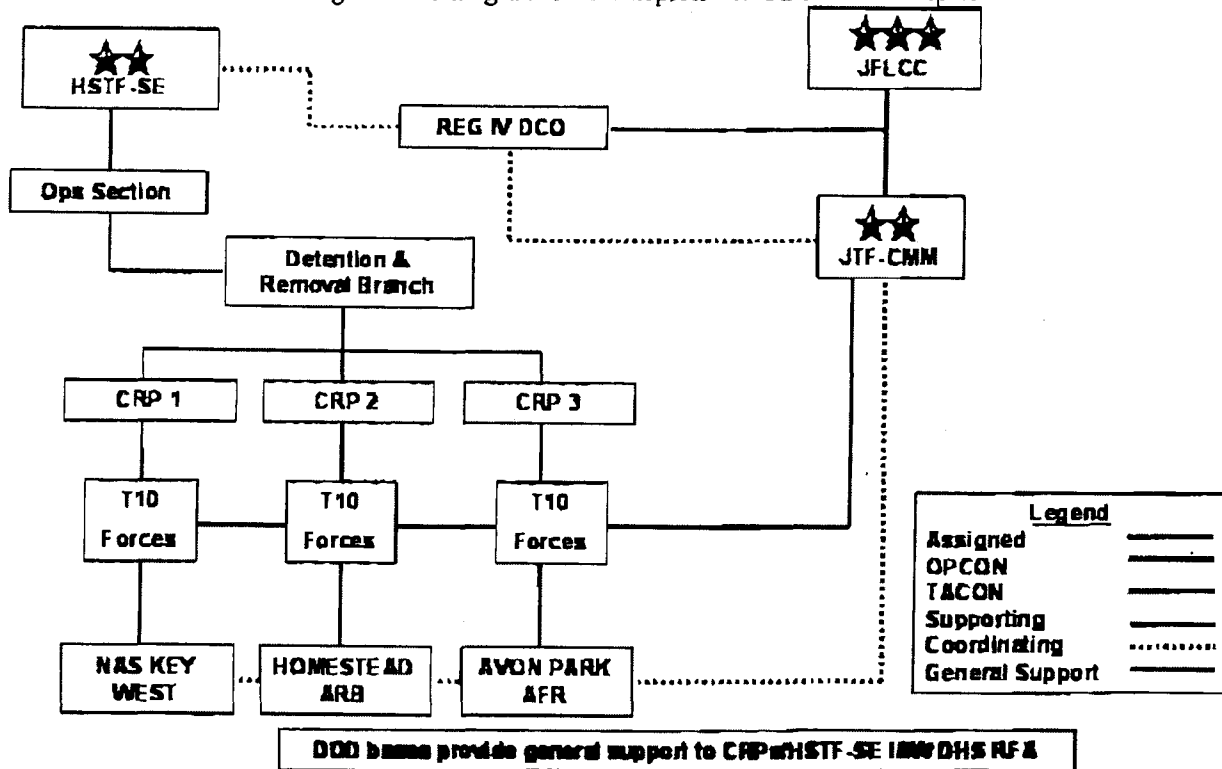 HSTF-SE
JFLCC
REG IV DCO
Ops Section
JTF-CMM
Detention &
Removal Branch
CRP 1
CRP 2
CRP 3
T10
Forces
T10
Forces
T10
Forces
Legend
Assigned
OPCON
TACON
Supporting
Coordinating
General Support
NAS KEY
WEST
HOMESTEAD
ARB
AVON PARK
AFR
DOD bases provide general support to CRPs/HSTF-SE IAW DHS RFA